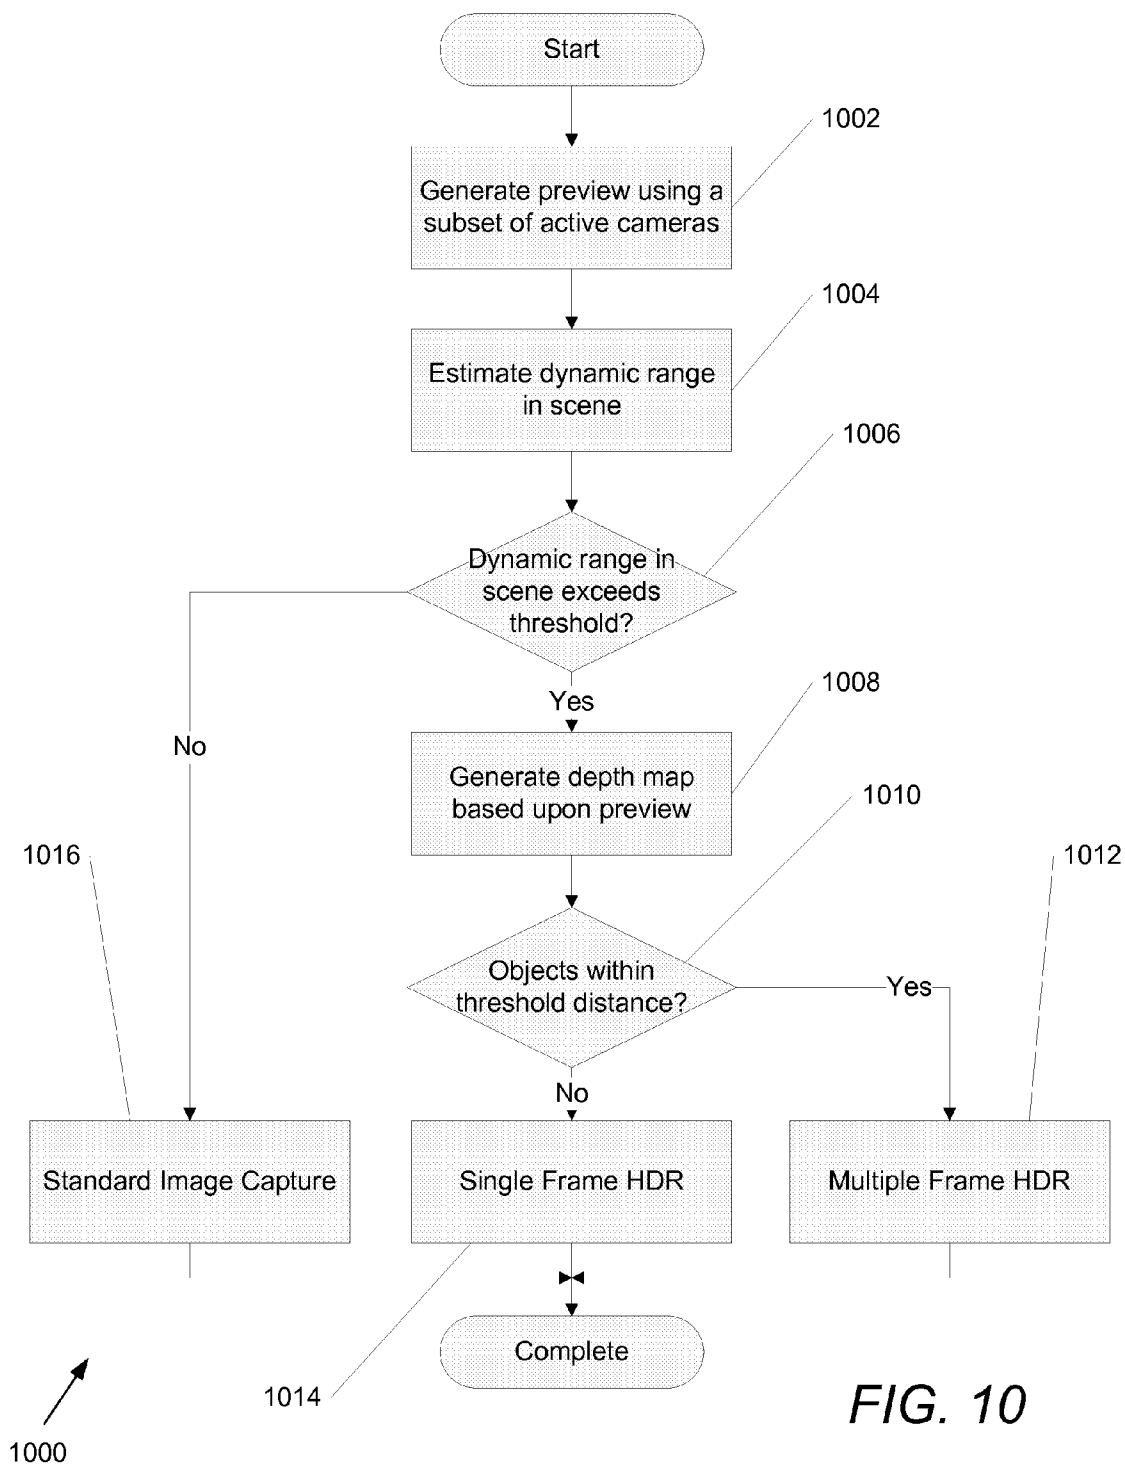 Start
1002
Generate preview using a
subset of active cameras
1004
Estimate dynamic range
in scene
1006
Dynamic range in
scene exceeds
threshold?
Yes
1008
No
Generate depth map
based upon preview
1010
1016
1012
Objects within
threshold distance?
Yes
No
Standard Image Capture
Single Frame HDR
Multiple Frame HDR
Complete
1014
FIG. 10
1000